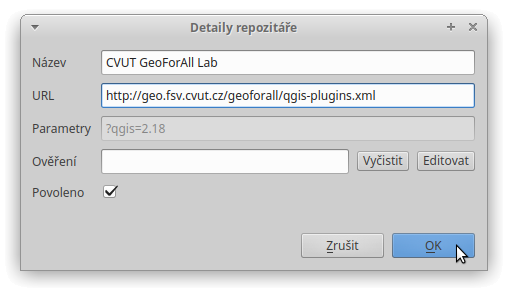 Detaily repozitáře
Název CVUT GeoForAll Lab
URL http://geo.fsv.cvut.cz/geoforall/qgis-plugins.xml
Parametry ?qgis=2.18
Ověření Vyčistit Editovat
Povoleno
Zrušit OK